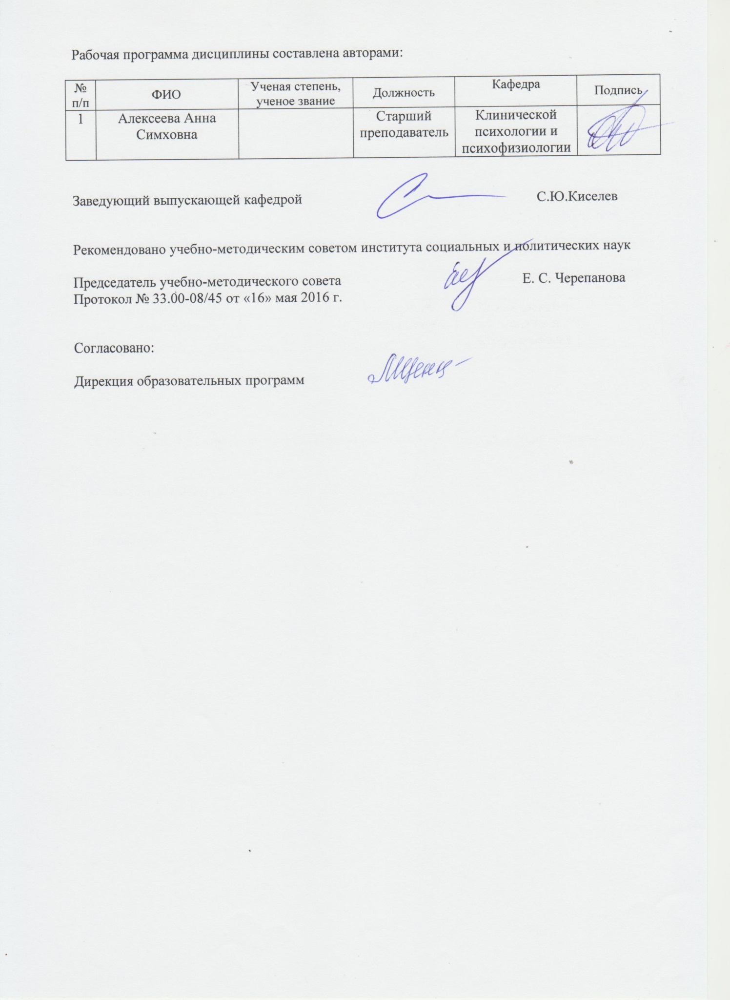 Рабочая программа дисциплины составлена авторами:
№ п/п ФИО Ученая степень, ученое звание Должность Кафедра Подпись
1 Алексеева Анна Симховна Старший преподаватель Клинической психологии и психофизиологии
Заведующий выпускающей кафедрой С.Ю.Киселев
Рекомендовано учебно-методическим советом института социальных и политических наук
Председатель учебно-методического совета Е. С. Черепанова
Протокол № 33.00-08/45 от «16» мая 2016 г.
Согласовано:
Дирекция образовательных программ